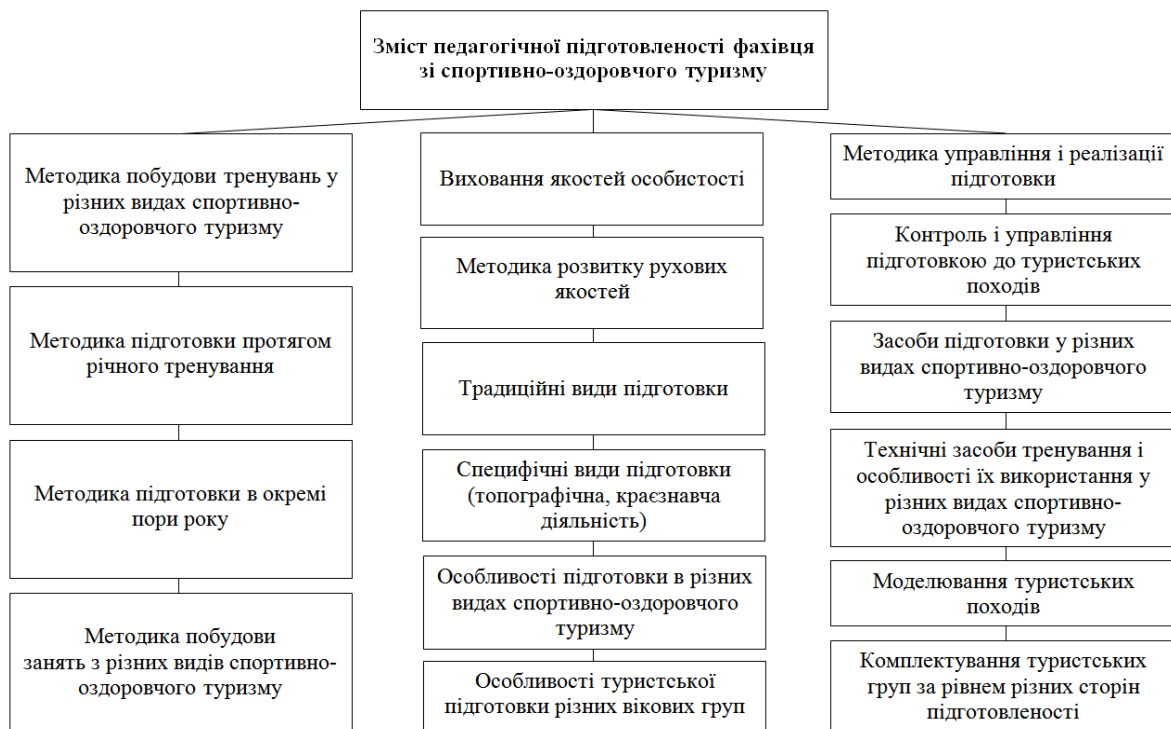 Зміст педагогічної підготовленості фахівця
зі спортивно-оздоровчого туризму
Методика побудови тренувань у
різних видах спортивно-
оздоровчого туризму
Методика підготовки протягом
річного тренування
Методика підготовки в окремі
пори року
Методика побудови
занять з різних видів спортивно-
оздоровчого туризму
Виховання якостей особистості
Методика розвитку рухових
якостей
Традиційні види підготовки
Специфічні види підготовки
(топографічна, краєзнавча
діяльність)
Особливості підготовки в різних
видах спортивно-оздоровчого
туризму
Особливості туристської
підготовки різних вікових груп
Методика управління і реалізації
підготовки
Контроль і управління
підготовкою до туристських
походів
Засоби підготовки у різних
видах спортивно-оздоровчого
туризму
Технічні засоби тренування і
особливості їх використання у
різних видах спортивно-
оздоровчого туризму
Моделювання туристських
походів
Комплектування туристських
груп за рівнем різних сторін
підготовленості